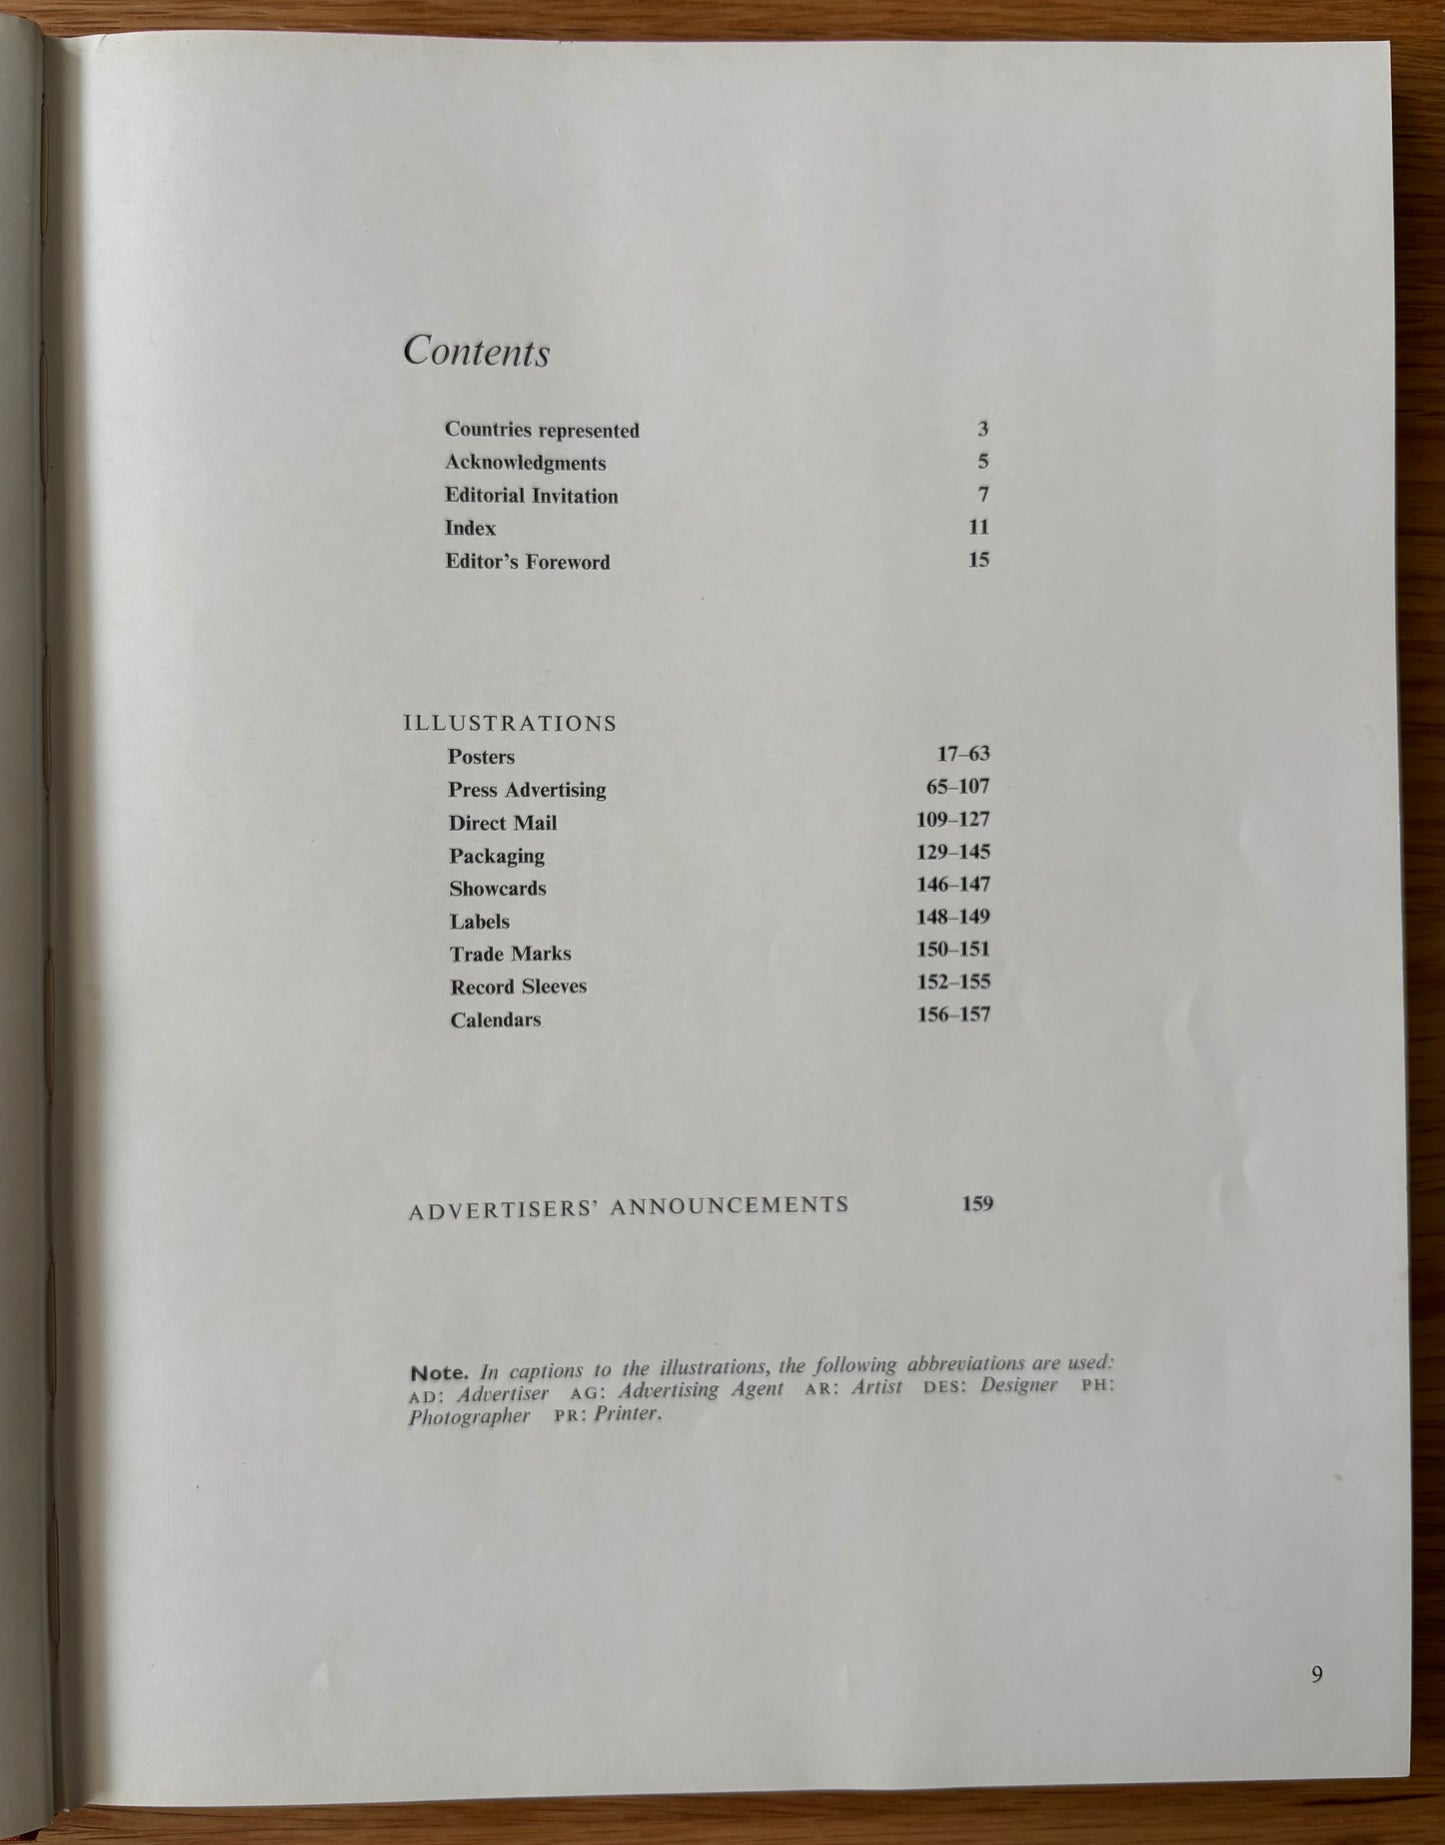 Contents
Countries represented 3
Acknowledgments 5
Editorial Invitation 7
Index 11
Editor's Foreword 15
ILLUSTRATIONS
Posters 17–63
Press Advertising 65–107
Direct Mail 109–127
Packaging 129–145
Showcards 146–147
Labels 148–149
Trade Marks 150–151
Record Sleeves 152–155
Calendars 156–157
ADVERTISERS' ANNOUNCEMENTS 159
Note. In captions to the illustrations, the following abbreviations are used:
AD: Advertiser AG: Advertising Agent AR: Artist DES: Designer PH:
Photographer PR: Printer.
9